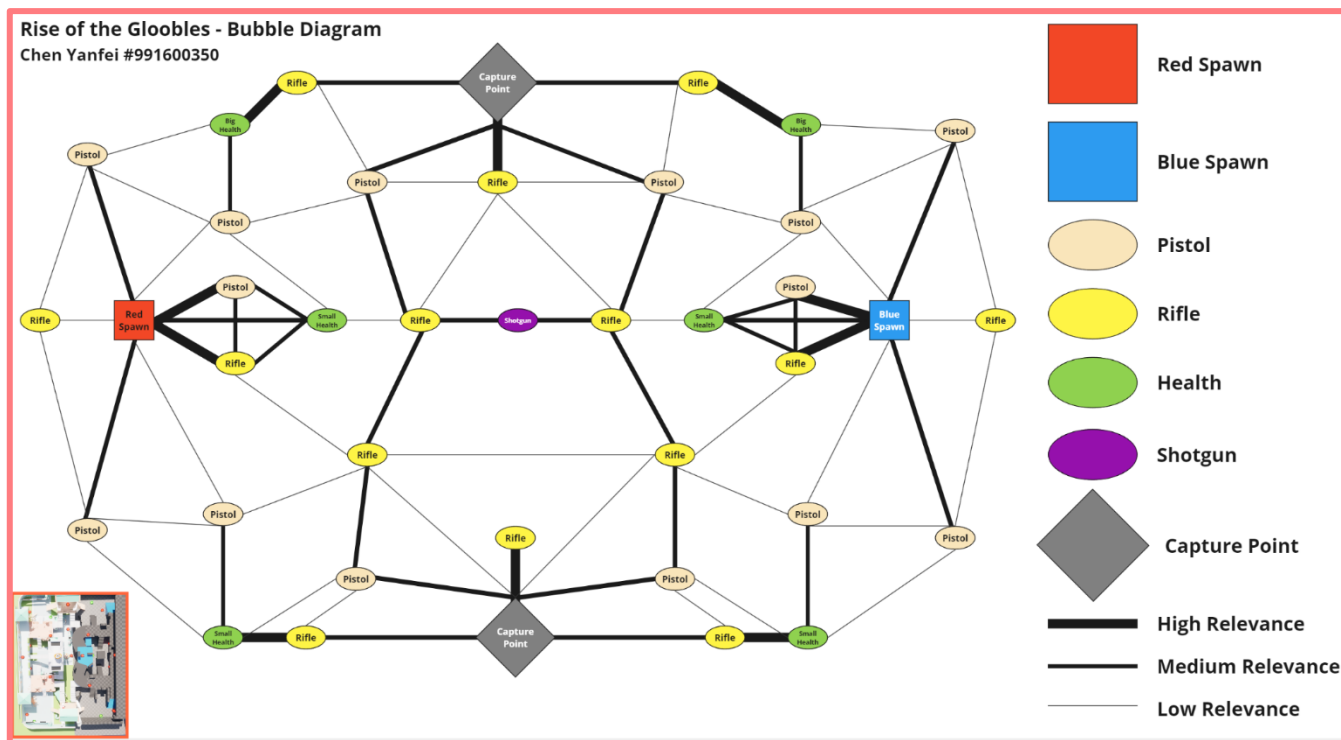 Rise of the Gloobles - Bubble Diagram
Chen Yanfei #991600350
Capture
Point
Rifle
Rifle
Big
Health
Big
Health
Pistol
Pistol
Pistol
Rifle
Pistol
Pistol
Pistol
Pistol
Pistol
Rifle
Red
Spawn
Small
Health
Rifle
Shotgun
Rifle
Small
Health
Blue
Spawn
Rifle
Rifle
Rifle
Rifle
Rifle
Pistol
Pistol
Pistol
Rifle
Pistol
Pistol
Pistol
Small
Health
Rifle
Capture
Point
Rifle
Small
Health
Red Spawn
Blue Spawn
Pistol
Rifle
Health
Shotgun
Capture Point
High Relevance
Medium Relevance
Low Relevance